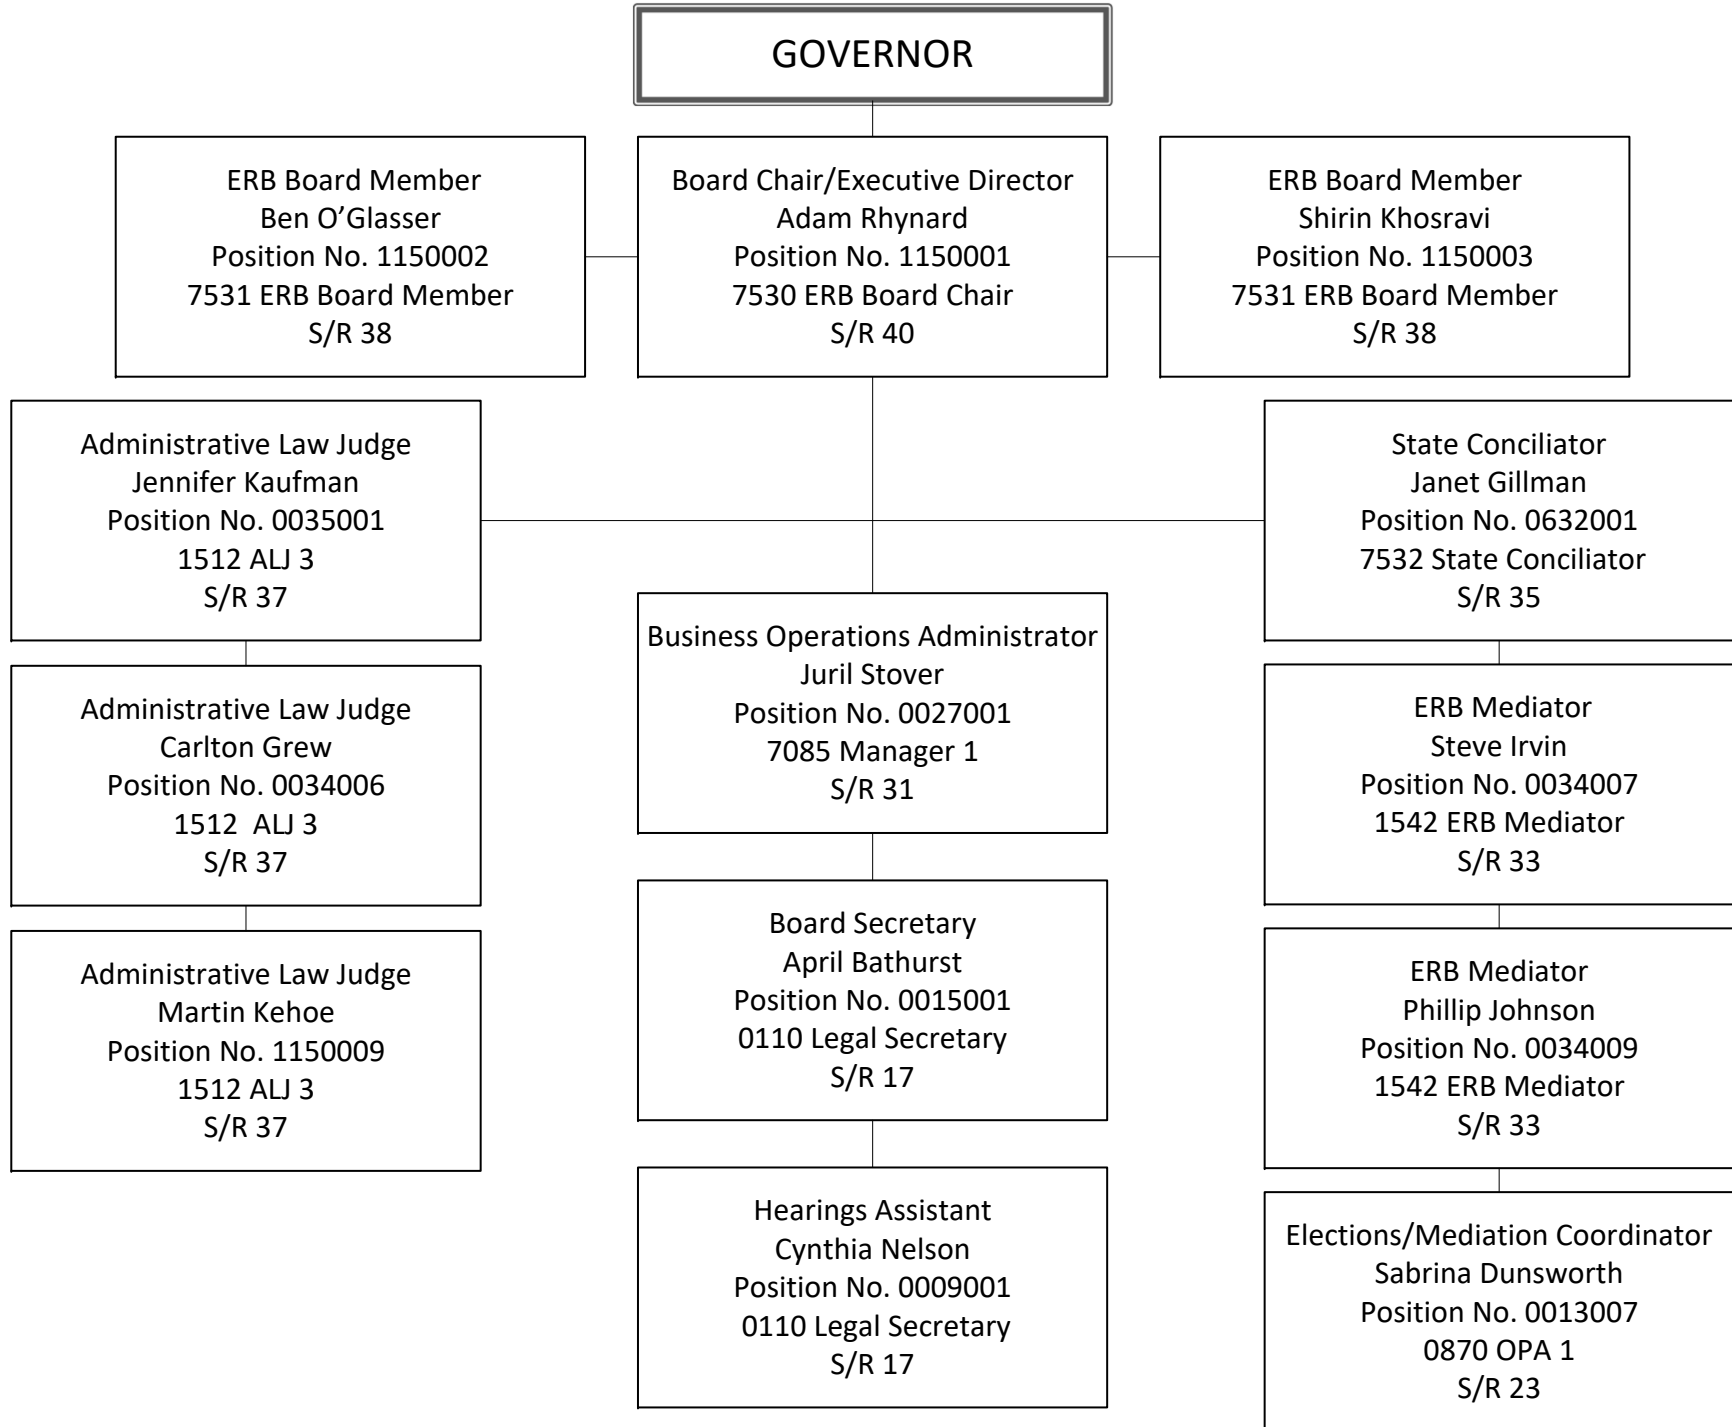 GOVERNOR
ERB Board Member
Ben O’Glasser
Position No. 1150002
7531 ERB Board Member
S/R 38
Board Chair/Executive Director
Adam Rhynard
Position No. 1150001
7530 ERB Board Chair
S/R 40
ERB Board Member
Shirin Khosravi
Position No. 1150003
7531 ERB Board Member
S/R 38
Administrative Law Judge
Jennifer Kaufman
Position No. 0035001
1512 ALJ 3
S/R 37
State Conciliator
Janet Gillman
Position No. 0632001
7532 State Conciliator
S/R 35
Business Operations Administrator
Juril Stover
Position No. 0027001
7085 Manager 1
S/R 31
Administrative Law Judge
Carlton Grew
Position No. 0034006
1512  ALJ 3
S/R 37
ERB Mediator
Steve Irvin
Position No. 0034007
1542 ERB Mediator
S/R 33
Board Secretary
April Bathurst
Position No. 0015001
0110 Legal Secretary
S/R 17
Administrative Law Judge
Martin Kehoe
Position No. 1150009
1512 ALJ 3
S/R 37
ERB Mediator
Phillip Johnson
Position No. 0034009
1542 ERB Mediator
S/R 33
Hearings Assistant
Cynthia Nelson
Position No. 0009001
0110 Legal Secretary
S/R 17
Elections/Mediation Coordinator
Sabrina Dunsworth
Position No. 0013007
0870 OPA 1
S/R 23